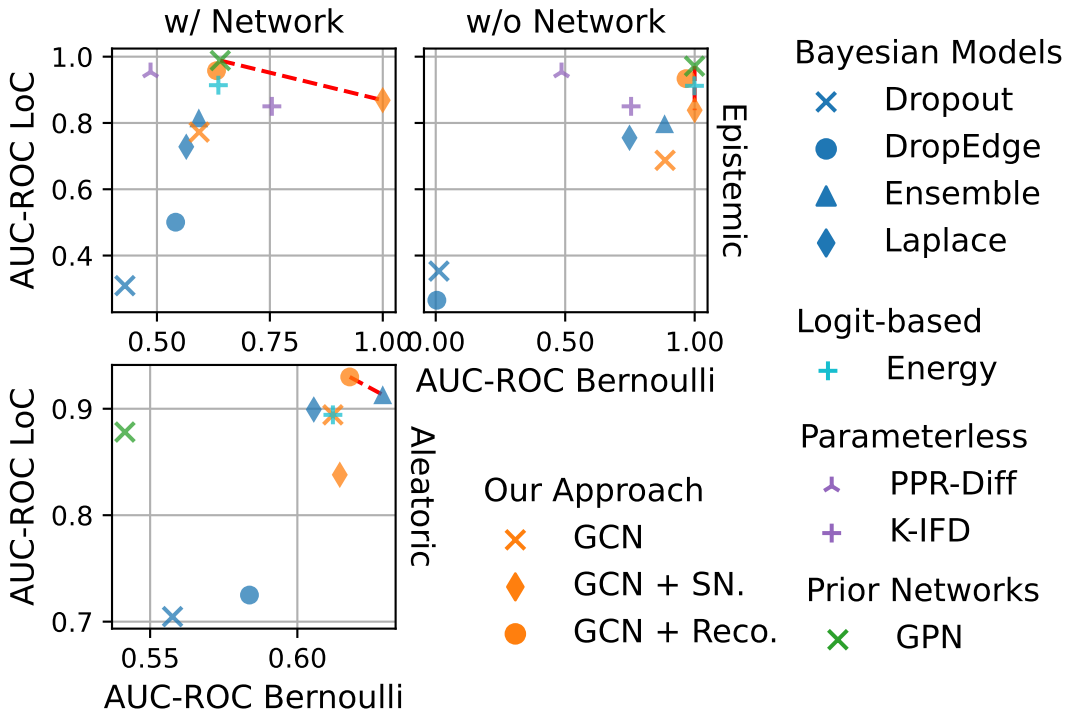 w/ Network
w/o Network
AUC-ROC LoC
1.0
0.8
0.6
0.4
0.50
0.75
1.00
0.00
0.50
1.00
Epistemic
AUC-ROC Bernoulli
AUC-ROC LoC
0.9
0.8
0.7
0.55
0.60
AUC-ROC Bernoulli
Aleatoric
Our Approach
GCN
GCN + SN.
GCN + Reco.
Bayesian Models
Dropout
DropEdge
Ensemble
Laplace
Logit-based
Energy
Parameterless
PPR-Diff
K-IFD
Prior Networks
GPN